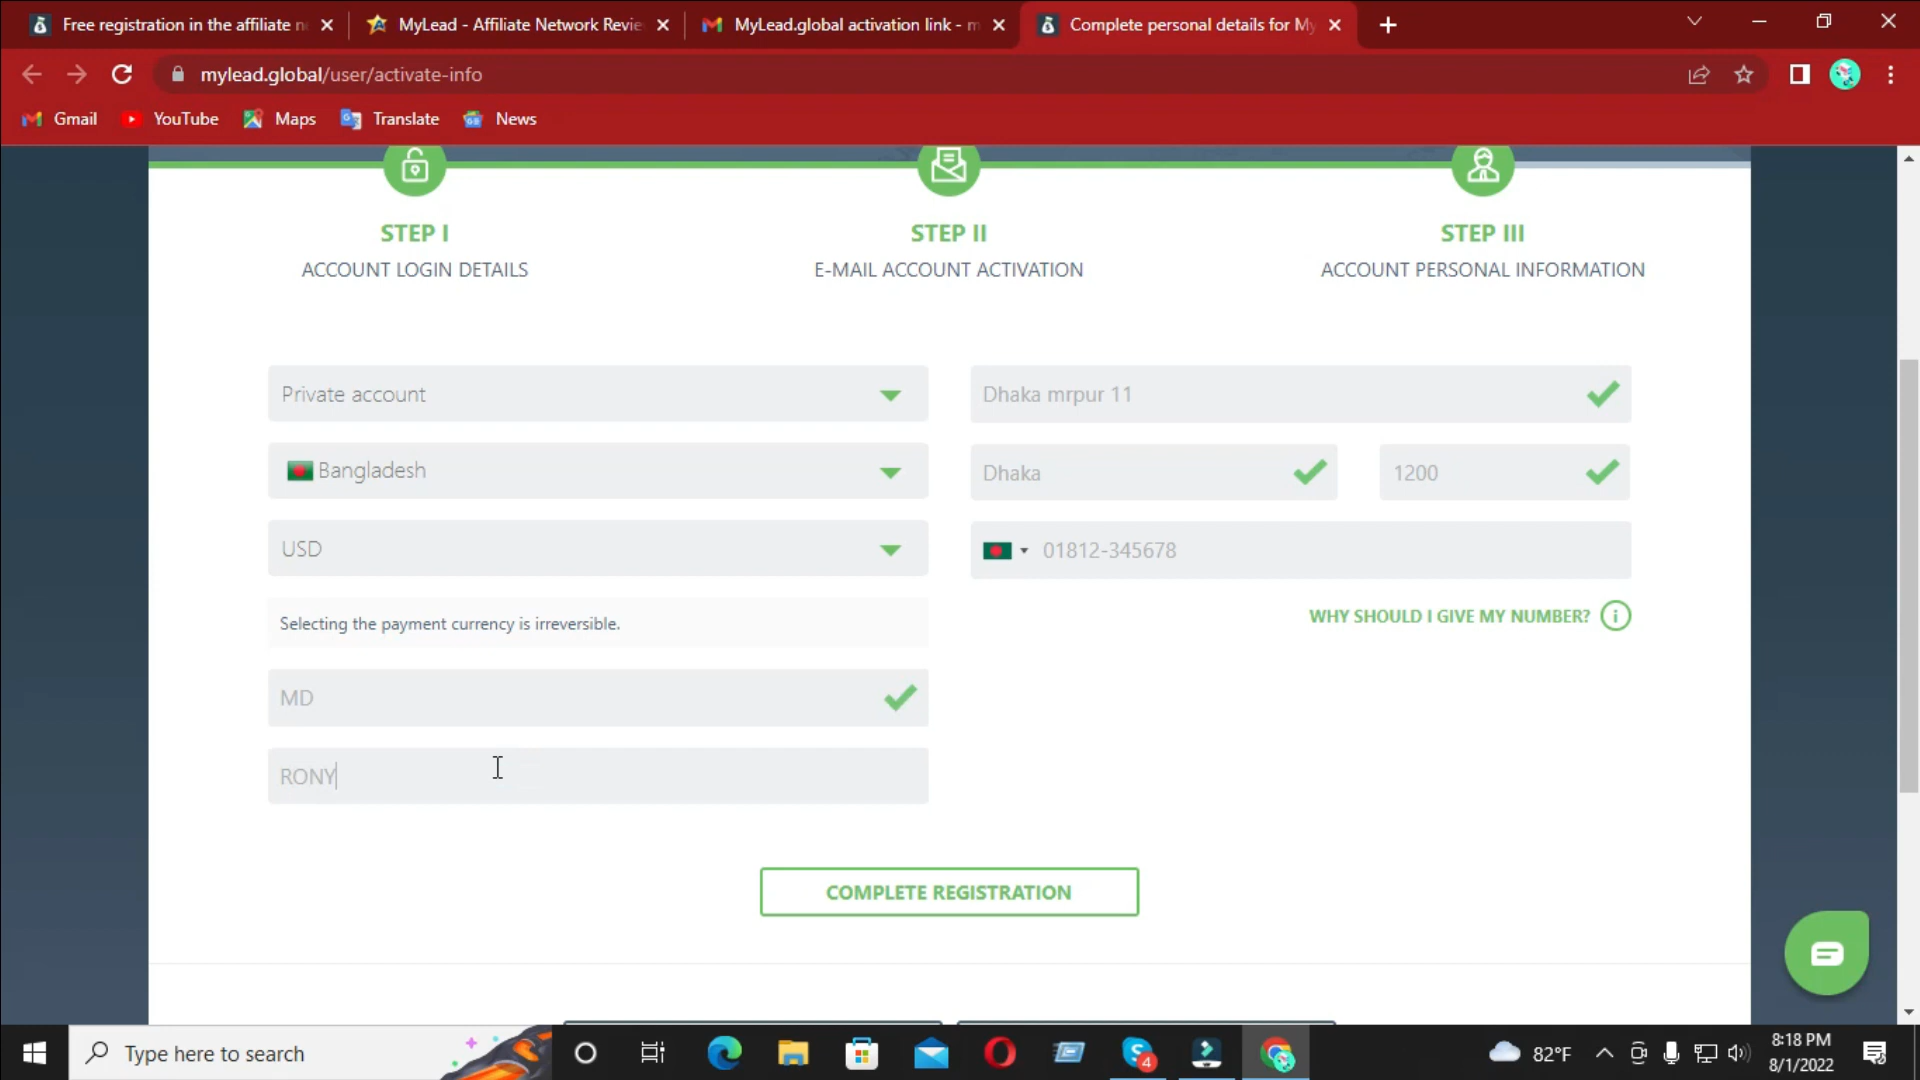 Free registration in the affiliate n
MyLead - Affiliate Network Revie
MyLead.global activation link - m
Complete personal details for My
mylead.global/user/activate-info
Gmail
YouTube
Maps
Translate
News
STEP I
ACCOUNT LOGIN DETAILS
STEP II
E-MAIL ACCOUNT ACTIVATION
STEP III
ACCOUNT PERSONAL INFORMATION
Private account
Bangladesh
USD
Selecting the payment currency is irreversible.
MD
RONY
Dhaka mrpur 11
Dhaka
1200
01812-345678
WHY SHOULD I GIVE MY NUMBER?
COMPLETE REGISTRATION
Type here to search
4
82°F
8:18 PM
8/1/2022